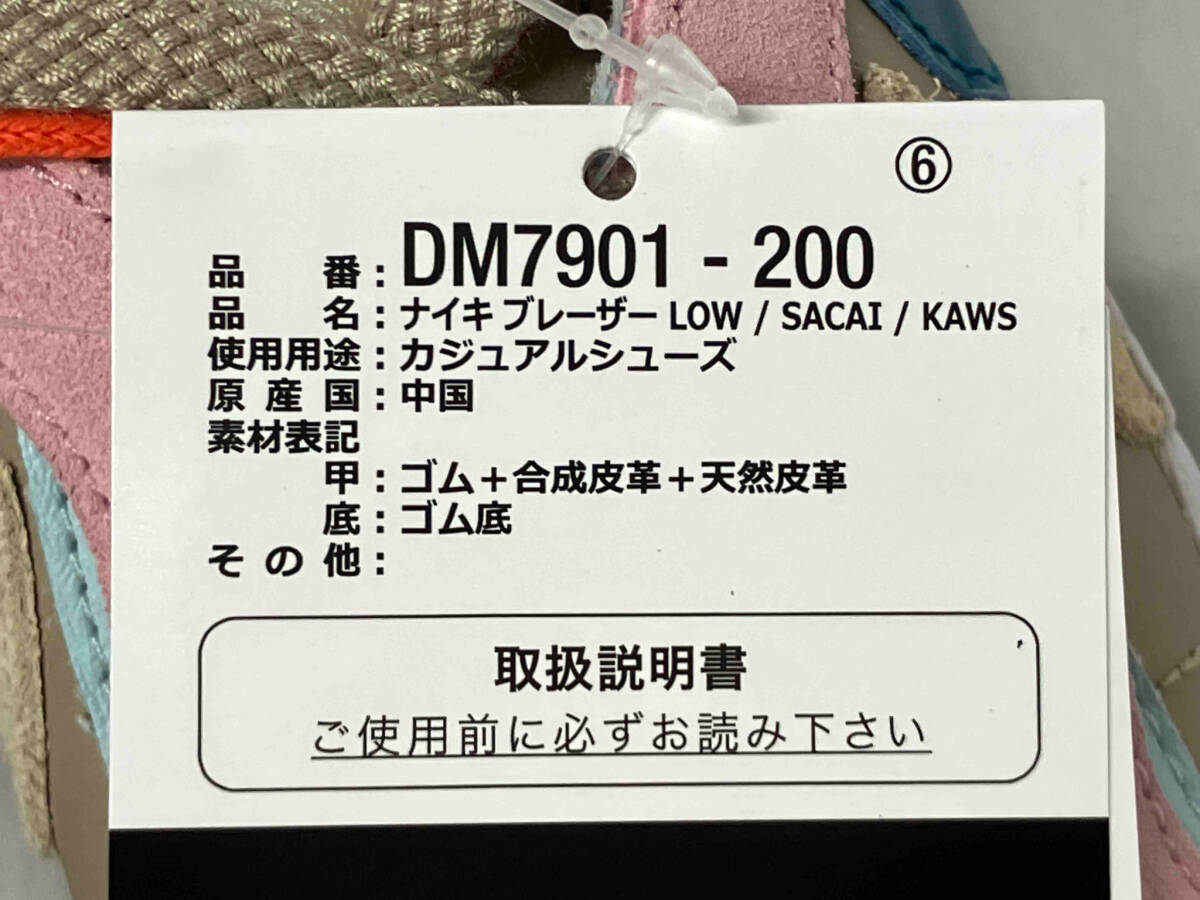 ⑥
品番：DM7901 - 200
品名：ナイキ ブレーザー LOW / SACAI / KAWS
使用用途：カジュアルシューズ
原産国：中国
素材表記
甲：ゴム＋合成皮革＋天然皮革
底：ゴム底
その他：
取扱説明書
ご使用前に必ずお読み下さい